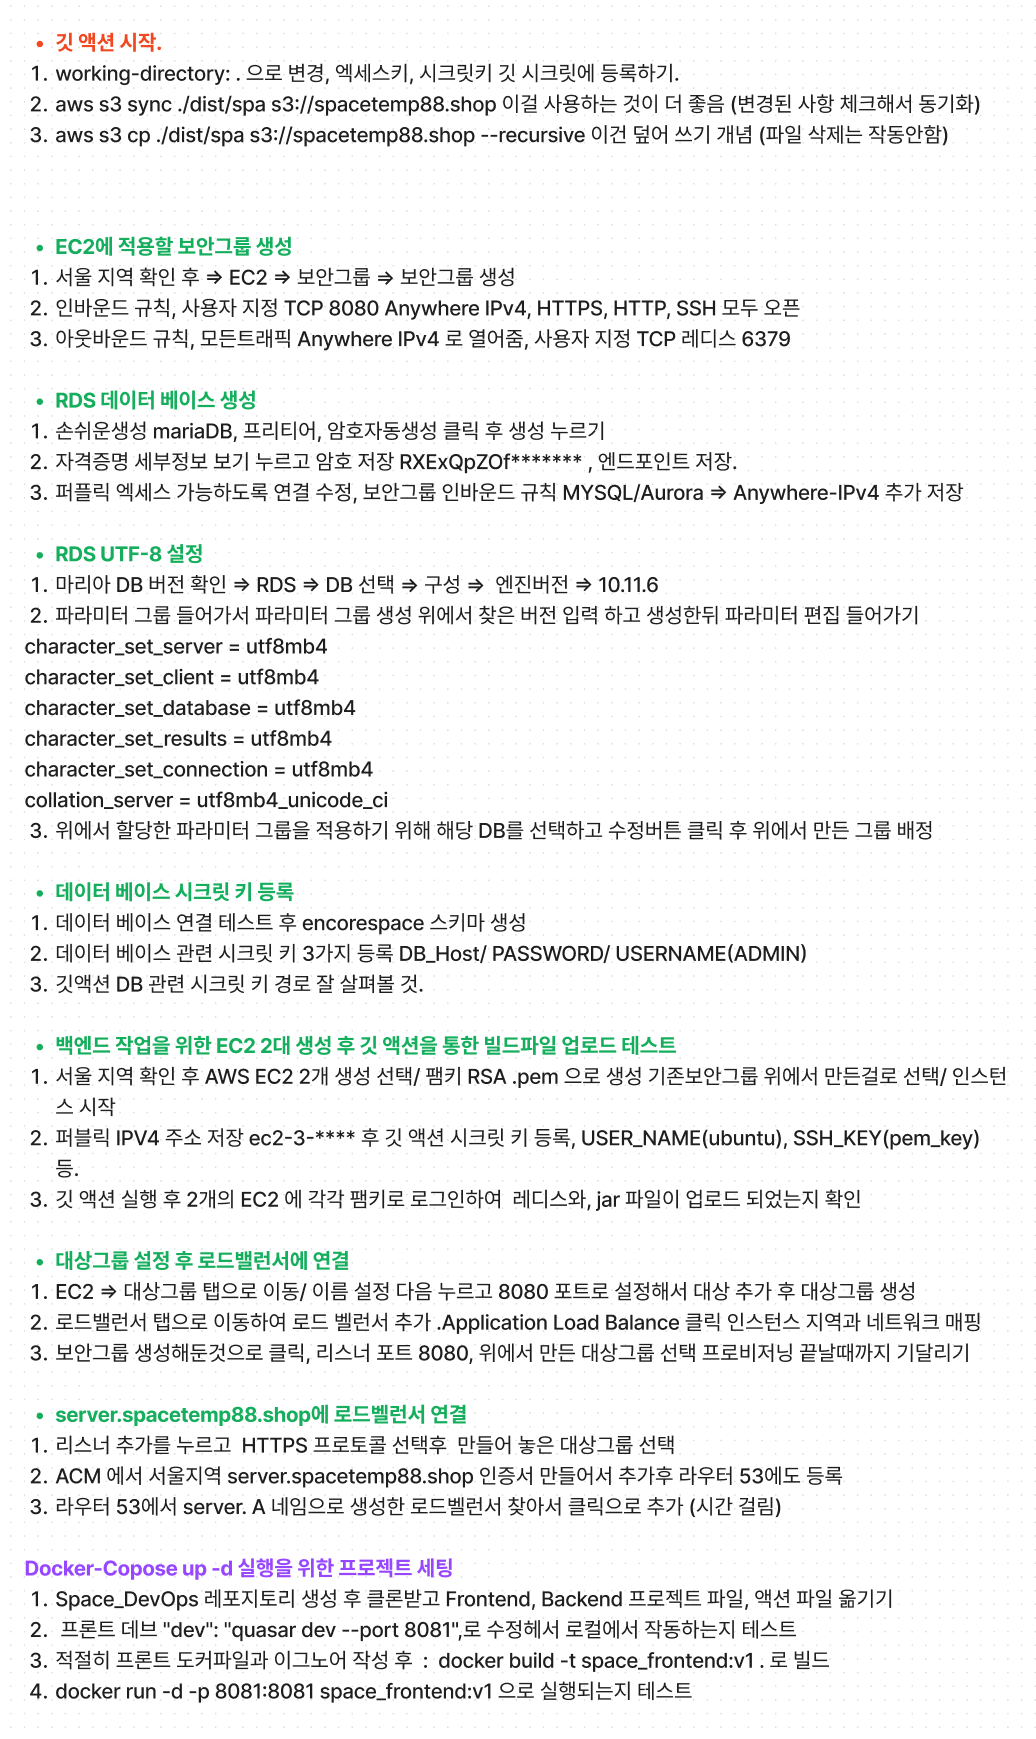 • 깃 액션 시작.
1. working-directory: . 으로 변경, 엑세스키, 시크릿키 깃 시크릿에 등록하기.
2. aws s3 sync ./dist/spa s3://spacetemp88.shop 이걸 사용하는 것이 더 좋음 (변경된 사항 체크해서 동기화)
3. aws s3 cp ./dist/spa s3://spacetemp88.shop --recursive 이건 덮어 쓰기 개념 (파일 삭제는 작동안함)
• EC2에 적용할 보안그룹 생성
1. 서울 지역 확인 후 => EC2 => 보안그룹 => 보안그룹 생성
2. 인바운드 규칙, 사용자 지정 TCP 8080 Anywhere IPv4, HTTPS, HTTP, SSH 모두 오픈
3. 아웃바운드 규칙, 모든트래픽 Anywhere IPv4 로 열어줌, 사용자 지정 TCP 레디스 6379
• RDS 데이터 베이스 생성
1. 손쉬운생성 mariaDB, 프리티어, 암호자동생성 클릭 후 생성 누르기
2. 자격증명 세부정보 보기 누르고 암호 저장 RXExQpZOf******* , 엔드포인트 저장.
3. 퍼플릭 엑세스 가능하도록 연결 수정, 보안그룹 인바운드 규칙 MYSQL/Aurora => Anywhere-IPv4 추가 저장
• RDS UTF-8 설정
1. 마리아 DB 버전 확인 => RDS => DB 선택 => 구성 => 엔진버전 => 10.11.6
2. 파라미터 그룹 들어가서 파라미터 그룹 생성 위에서 찾은 버전 입력 하고 생성한뒤 파라미터 편집 들어가기
character_set_server = utf8mb4
character_set_client = utf8mb4
character_set_database = utf8mb4
character_set_results = utf8mb4
character_set_connection = utf8mb4
collation_server = utf8mb4_unicode_ci
3. 위에서 할당한 파라미터 그룹을 적용하기 위해 해당 DB를 선택하고 수정버튼 클릭 후 위에서 만든 그룹 배정
• 데이터 베이스 시크릿 키 등록
1. 데이터 베이스 연결 테스트 후 encorespace 스키마 생성
2. 데이터 베이스 관련 시크릿 키 3가지 등록 DB_Host/ PASSWORD/ USERNAME(ADMIN)
3. 깃액션 DB 관련 시크릿 키 경로 잘 살펴볼 것.
• 백엔드 작업을 위한 EC2 2대 생성 후 깃 액션을 통한 빌드파일 업로드 테스트
1. 서울 지역 확인 후 AWS EC2 2개 생성 선택/ 팸키 RSA .pem 으로 생성 기존보안그룹 위에서 만든걸로 선택/ 인스턴
스 시작
2. 퍼블릭 IPV4 주소 저장 ec2-3-**** 후 깃 액션 시크릿 키 등록, USER_NAME(ubuntu), SSH_KEY(pem_key)
등.
3. 깃 액션 실행 후 2개의 EC2 에 각각 팸키로 로그인하여 레디스와, jar 파일이 업로드 되었는지 확인
• 대상그룹 설정 후 로드밸런서에 연결
1. EC2 => 대상그룹 탭으로 이동/ 이름 설정 다음 누르고 8080 포트로 설정해서 대상 추가 후 대상그룹 생성
2. 로드밸런서 탭으로 이동하여 로드 벨런서 추가 .Application Load Balance 클릭 인스턴스 지역과 네트워크 매핑
3. 보안그룹 생성해둔것으로 클릭, 리스너 포트 8080, 위에서 만든 대상그룹 선택 프로비저닝 끝날때까지 기달리기
• server.spacetemp88.shop에 로드벨런서 연결
1. 리스너 추가를 누르고 HTTPS 프로토콜 선택후 만들어 놓은 대상그룹 선택
2. ACM 에서 서울지역 server.spacetemp88.shop 인증서 만들어서 추가후 라우터 53에도 등록
3. 라우터 53에서 server. A 네임으로 생성한 로드벨런서 찾아서 클릭으로 추가 (시간 걸림)
Docker-Copose up -d 실행을 위한 프로젝트 세팅
1. Space_DevOps 레포지토리 생성 후 클론받고 Frontend, Backend 프로젝트 파일, 액션 파일 옮기기
2. 프론트 데브 "dev": "quasar dev --port 8081",로 수정헤서 로컬에서 작동하는지 테스트
3. 적절히 프론트 도커파일과 이그노어 작성 후 : docker build -t space_frontend:v1 . 로 빌드
4. docker run -d -p 8081:8081 space_frontend:v1 으로 실행되는지 테스트